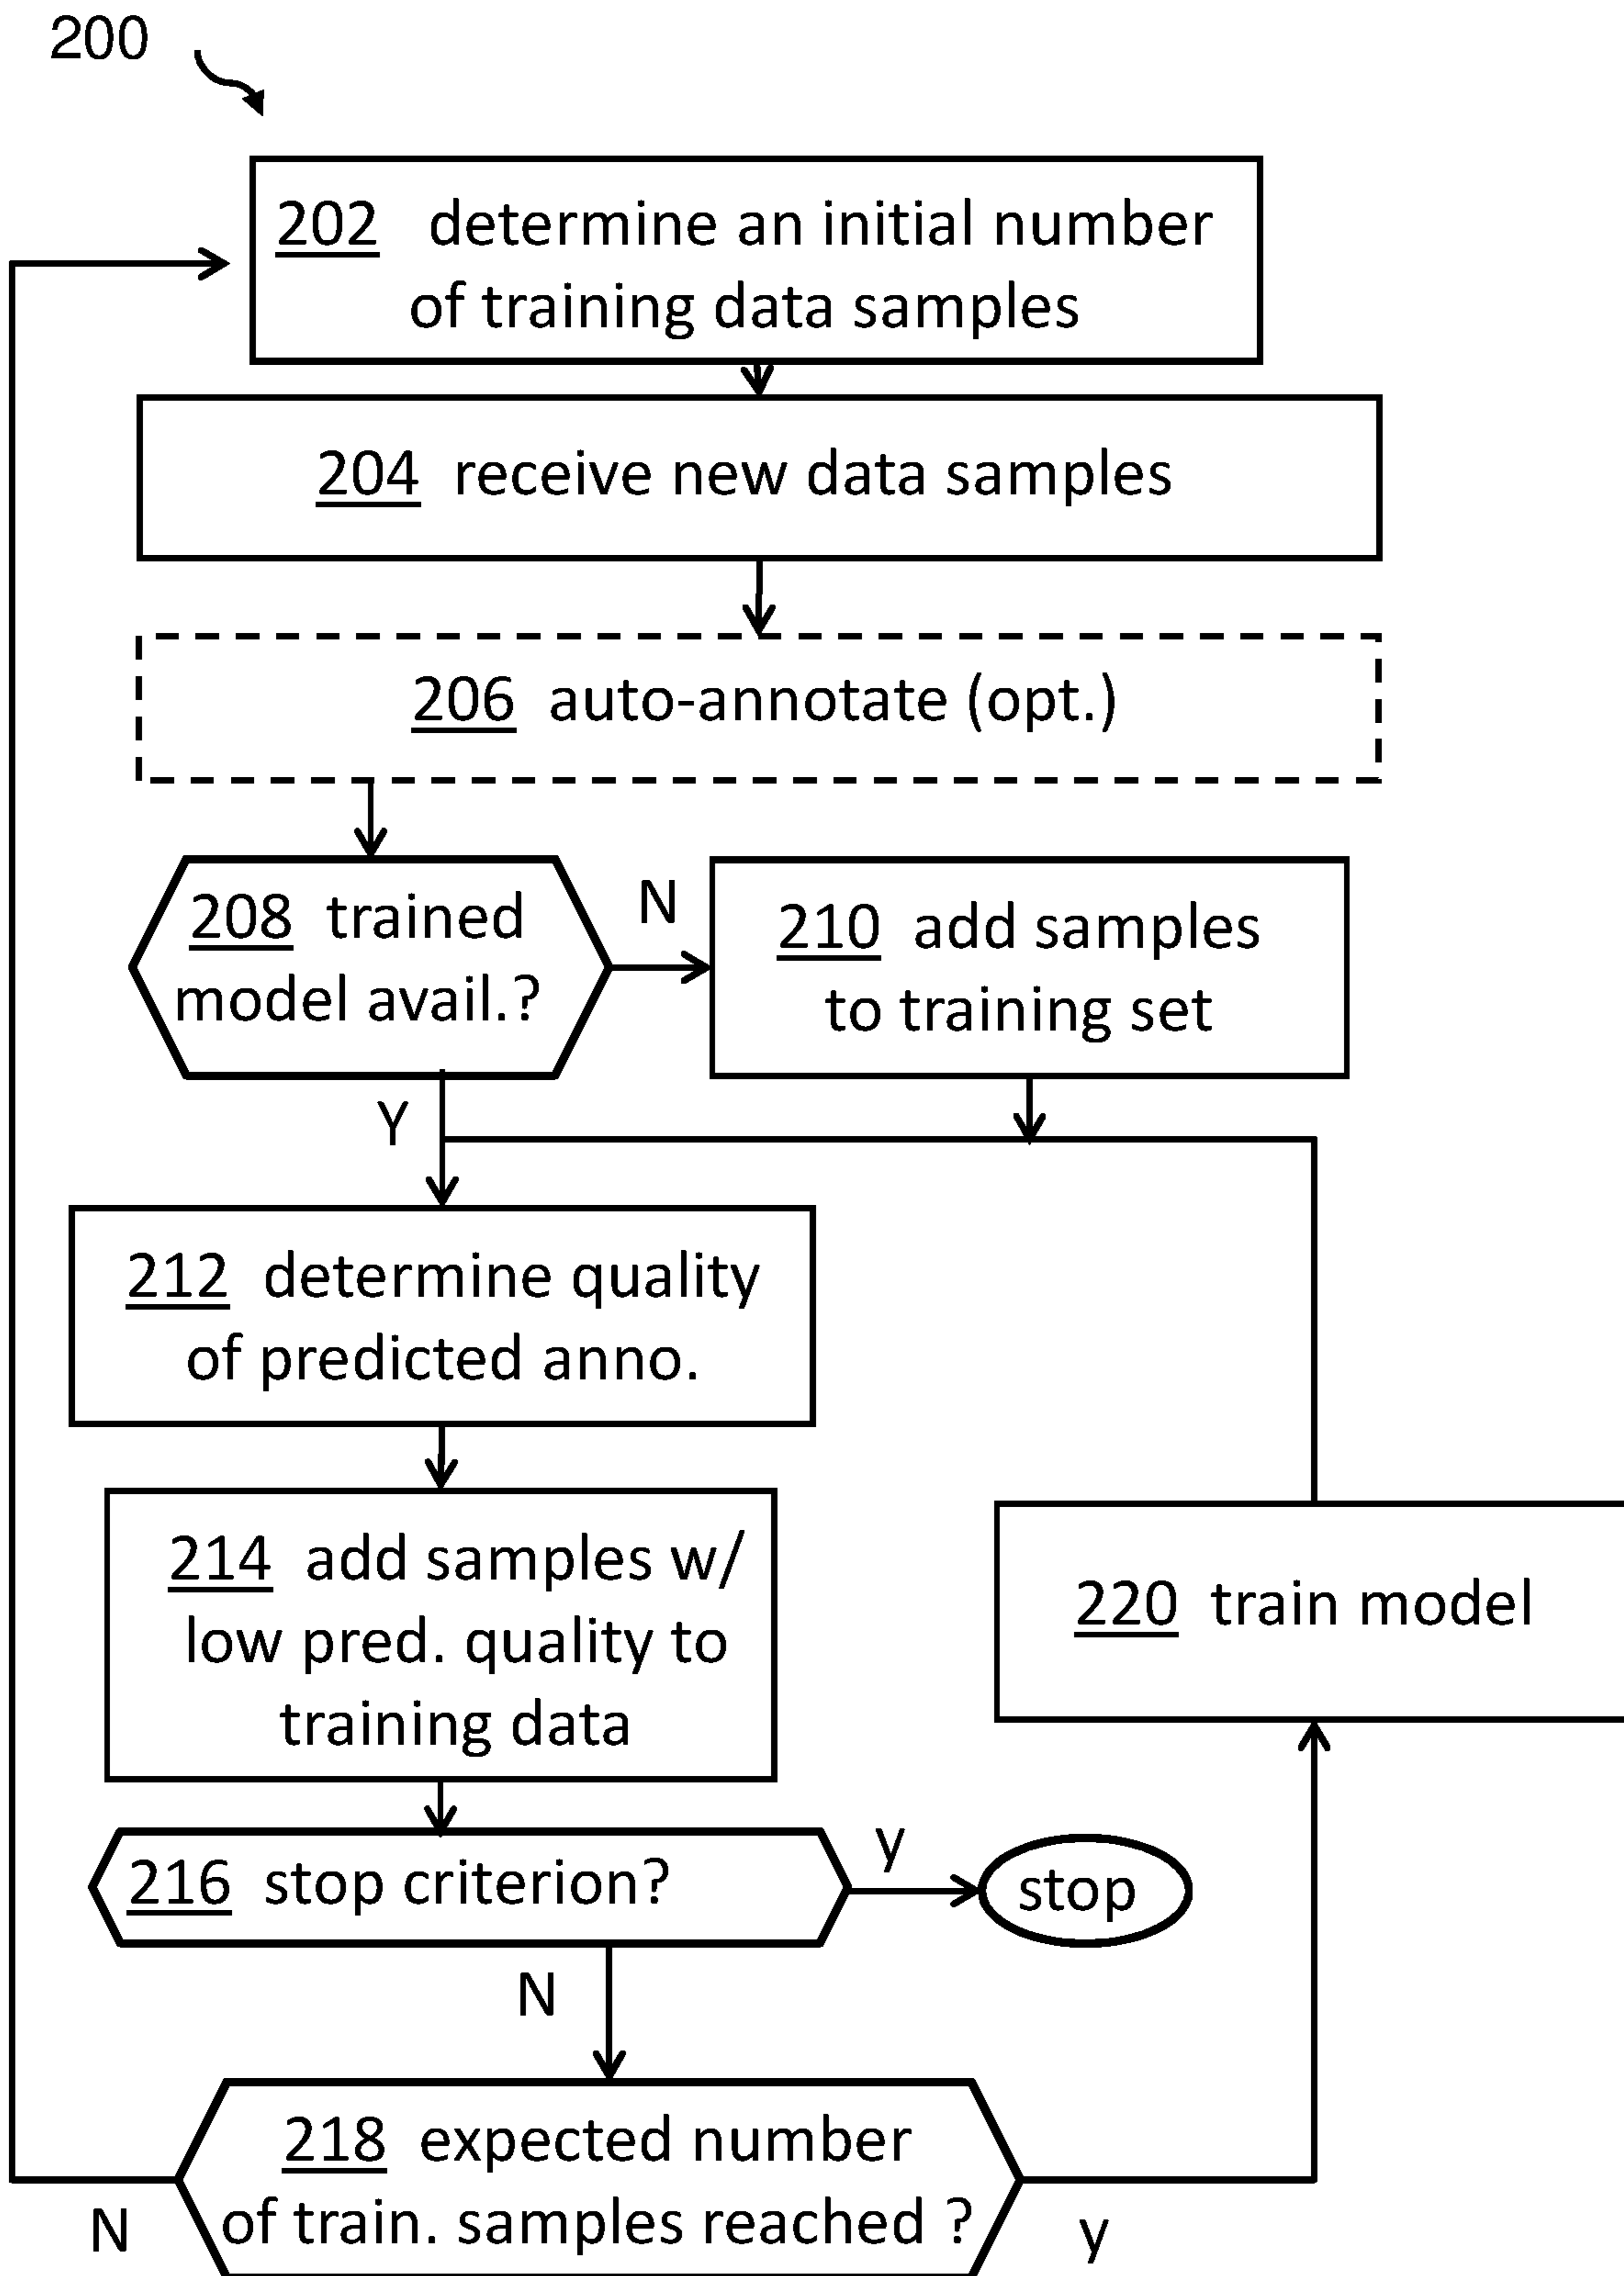 200
202 determine an initial number
of training data samples
204 receive new data samples
206 auto-annotate (opt.)
208 trained
model avail.?
N
210 add samples
to training set
Y
212 determine quality
of predicted anno.
214 add samples w/
low pred. quality to
training data
220 train model
216 stop criterion?
y
stop
N
218 expected number
of train. samples reached ?
N
y